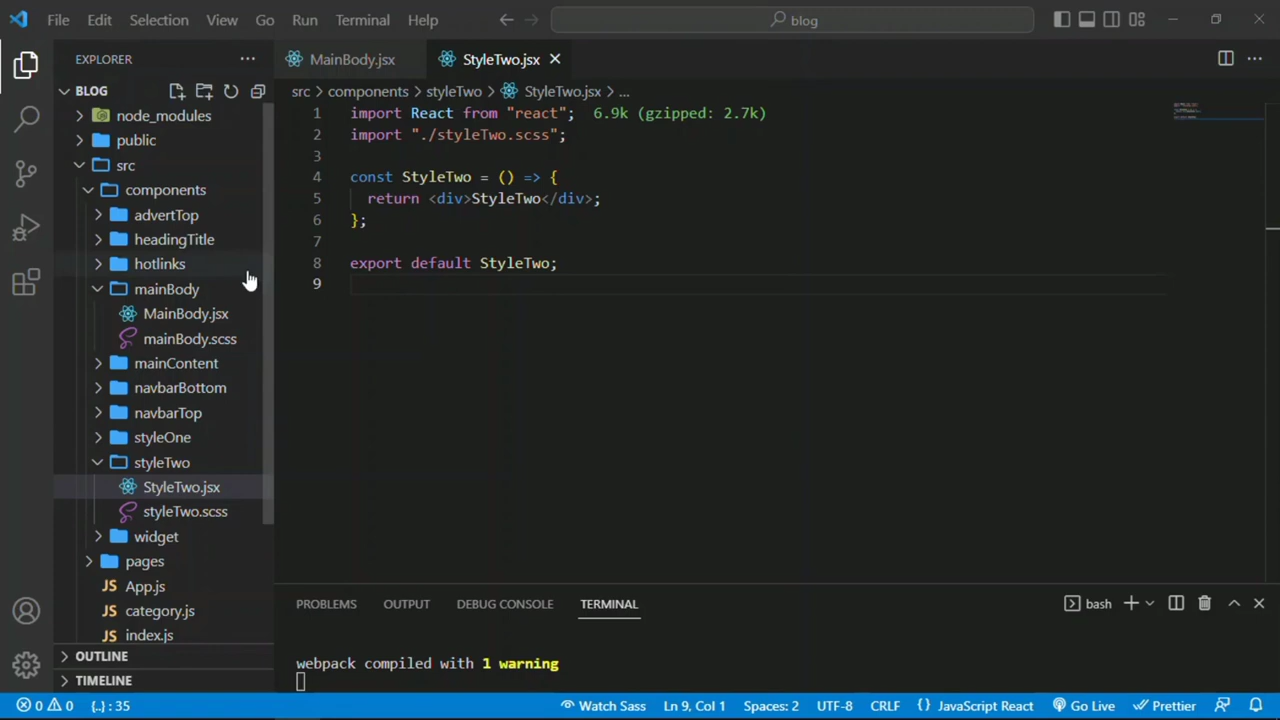 File Edit Selection View Go Run Terminal Help
blog
EXPLORER
MainBody.jsx
StyleTwo.jsx
BLOG
src > components > styleTwo > StyleTwo.jsx > ...
node_modules
public
src
components
advertTop
headingTitle
hotlinks
mainBody
MainBody.jsx
mainBody.scss
mainContent
navbarBottom
navbarTop
styleOne
styleTwo
StyleTwo.jsx
styleTwo.scss
widget
pages
JS App.js
JS category.js
JS index.js
OUTLINE
TIMELINE
1 import React from "react"; 6.9k (gzipped: 2.7k)
2 import "./styleTwo.scss";
3
4 const StyleTwo = () => {
5 return <div>StyleTwo</div>;
6 };
7
8 export default StyleTwo;
9
PROBLEMS OUTPUT DEBUG CONSOLE TERMINAL
bash
webpack compiled with 1 warning
0 0 {..} : 35 Watch Sass Ln 9, Col 1 Spaces: 2 UTF-8 CRLF { } JavaScript React Go Live Prettier